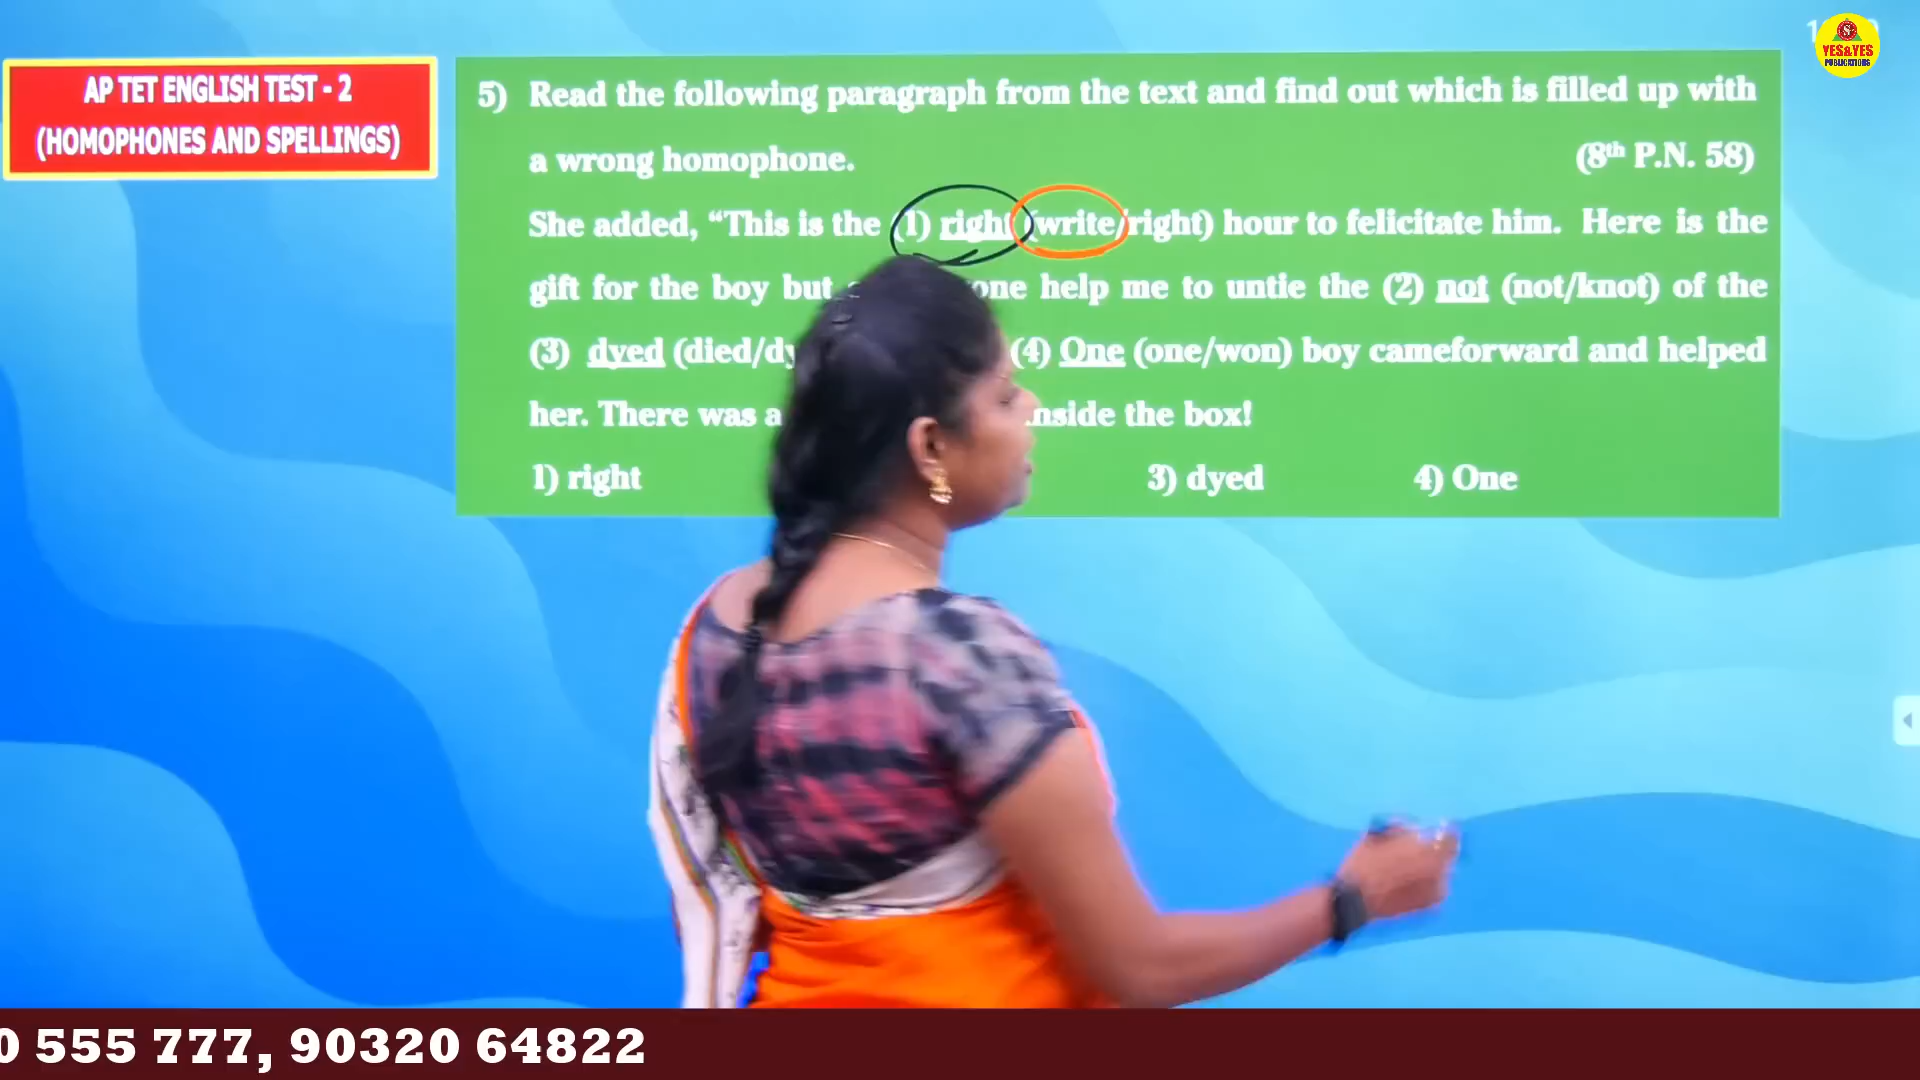 YES&YES
PUBLICATIONS
AP TET ENGLISH TEST - 2
(HOMOPHONES AND SPELLINGS)
5) Read the following paragraph from the text and find out which is filled up with
a wrong homophone. (8th P.N. 58)
She added, “This is the (1) right (write/right) hour to felicitate him. Here is the
gift for the boy but help me to untie the (2) not (not/knot) of the
(3) dyed (died/ (4) One (one/won) boy cameforward and helped
her. There was a inside the box!
1) right 3) dyed 4) One
0 555 777, 90320 64822